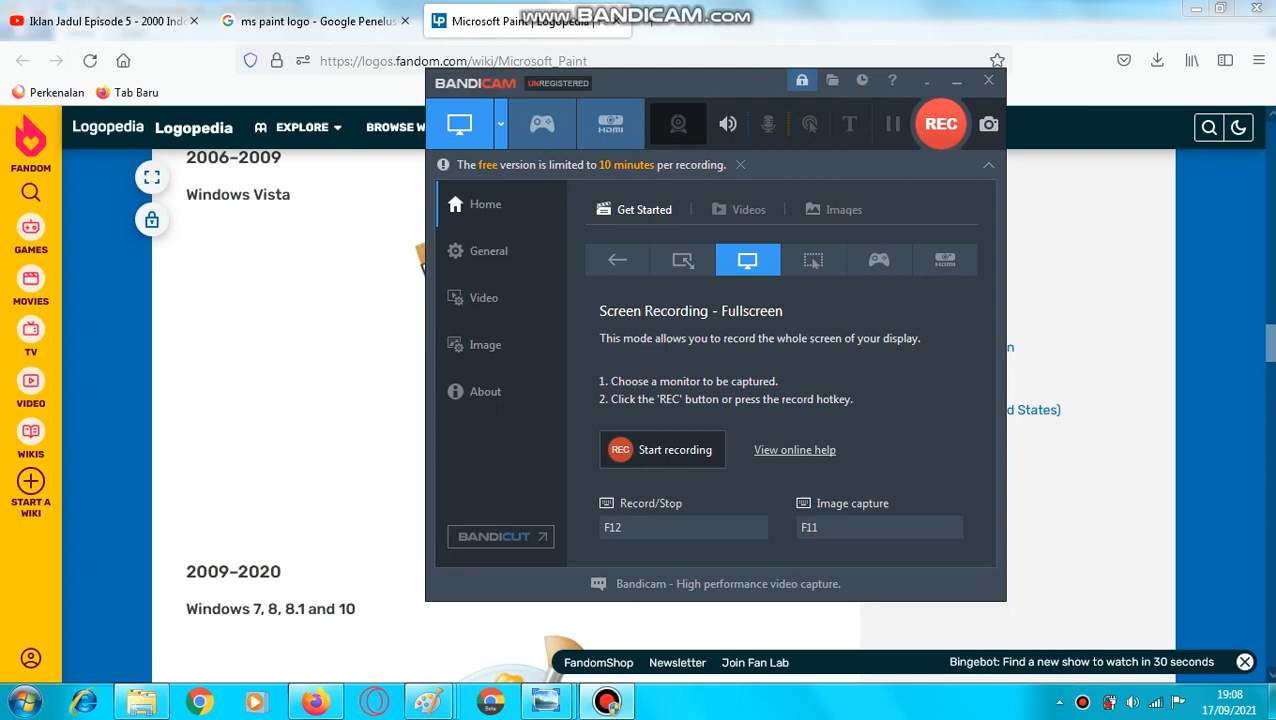 Iklan Jadul Episode 5 - 2000 Ind
ms paint logo - Google Penelus
Microsoft Paint | Logopedia |
www.BANDICAM.com
https://logos.fandom.com/wiki/Microsoft_Paint
Perkenalan
Tab Baru
FANDOM
GAMES
MOVIES
TV
VIDEO
WIKIS
START A
WIKI
Logopedia
Logopedia
EXPLORE
BROWSE W
2006–2009
Windows Vista
2009–2020
Windows 7, 8, 8.1 and 10
BANDICAM
UNREGISTERED
HDMI
REC
The free version is limited to 10 minutes per recording.
Home
General
Video
Image
About
BANDICUT
Get Started
Videos
Images
HDMI
Screen Recording - Fullscreen
This mode allows you to record the whole screen of your display.
1. Choose a monitor to be captured.
2. Click the 'REC' button or press the record hotkey.
REC Start recording
View online help
Record/Stop
Image capture
F12
F11
Bandicam - High performance video capture.
n
d States)
FandomShop
Newsletter
Join Fan Lab
Bingebot: Find a new show to watch in 30 seconds
Beta
19:08
17/09/2021